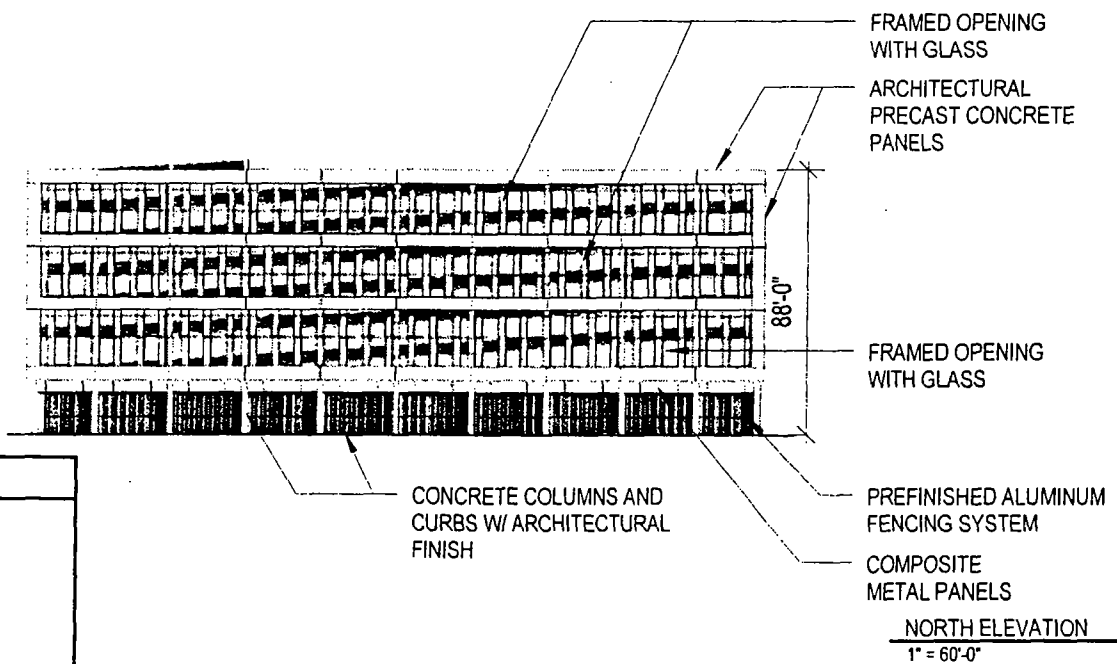 FRAMED OPENING
WITH GLASS
ARCHITECTURAL
PRECAST CONCRETE
PANELS
88'-0"
FRAMED OPENING
WITH GLASS
CONCRETE COLUMNS AND
CURBS W/ ARCHITECTURAL
FINISH
PREFINISHED ALUMINUM
FENCING SYSTEM
COMPOSITE
METAL PANELS
NORTH ELEVATION
1" = 60'-0"